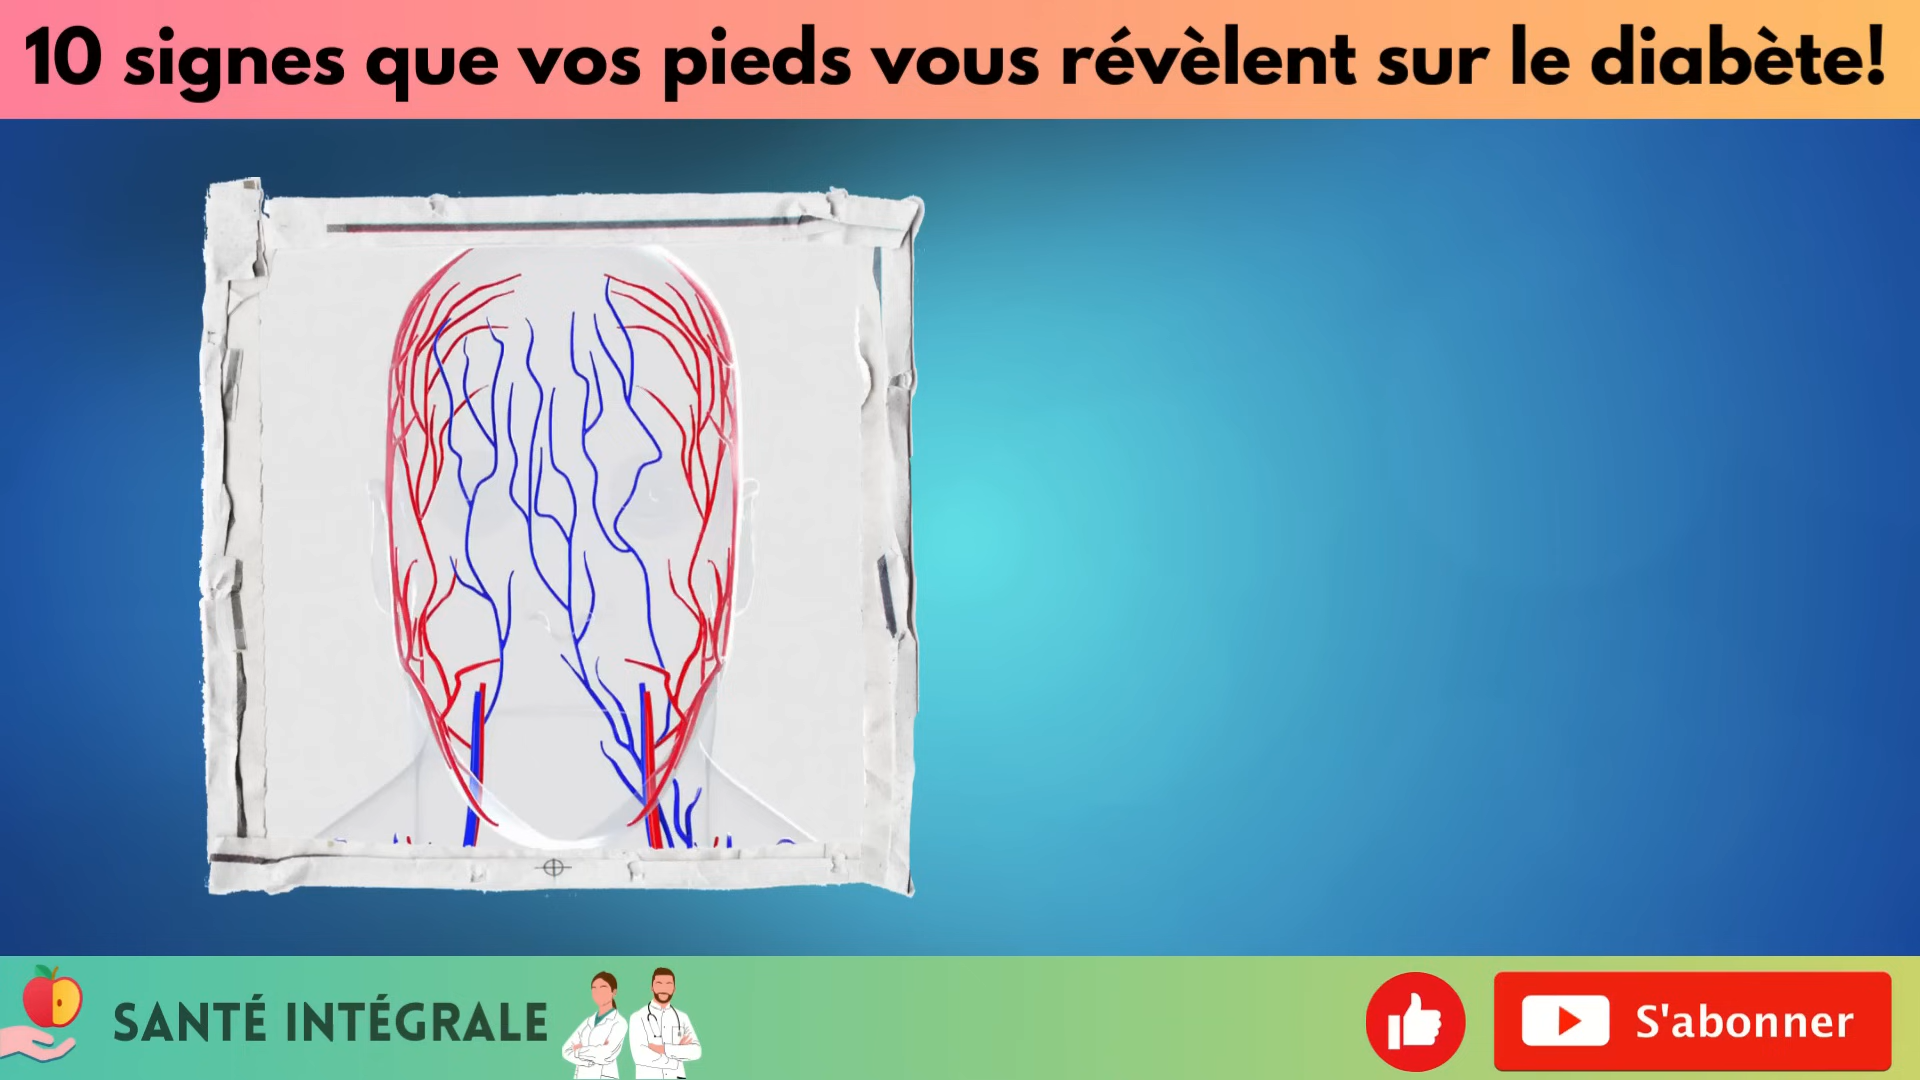 10 signes que vos pieds vous révèlent sur le diabète!
SANTÉ INTÉGRALE
S'abonner